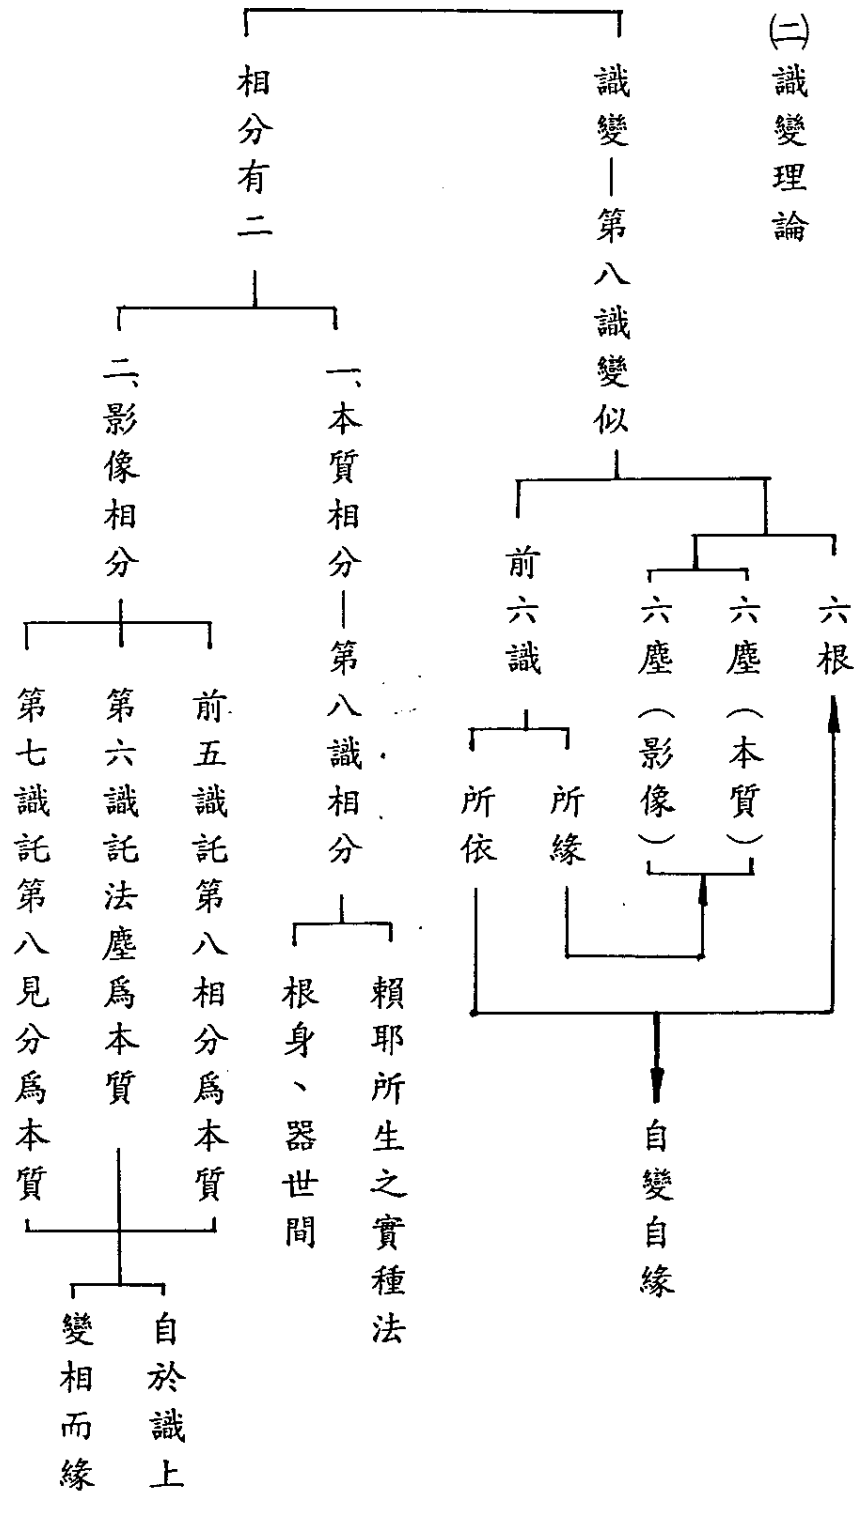 ㈡識變理論
識變—第八識變似
六根
六塵（本質）
六塵（影像）
前六識
所緣
所依
自變自緣
相分有二
一、本質相分—第八識相分
賴耶所生之實種法
根身、器世間
二、影像相分
前五識託第八相分爲本質
第六識託法塵爲本質
第七識託第八見分爲本質
自於識上
變相而緣